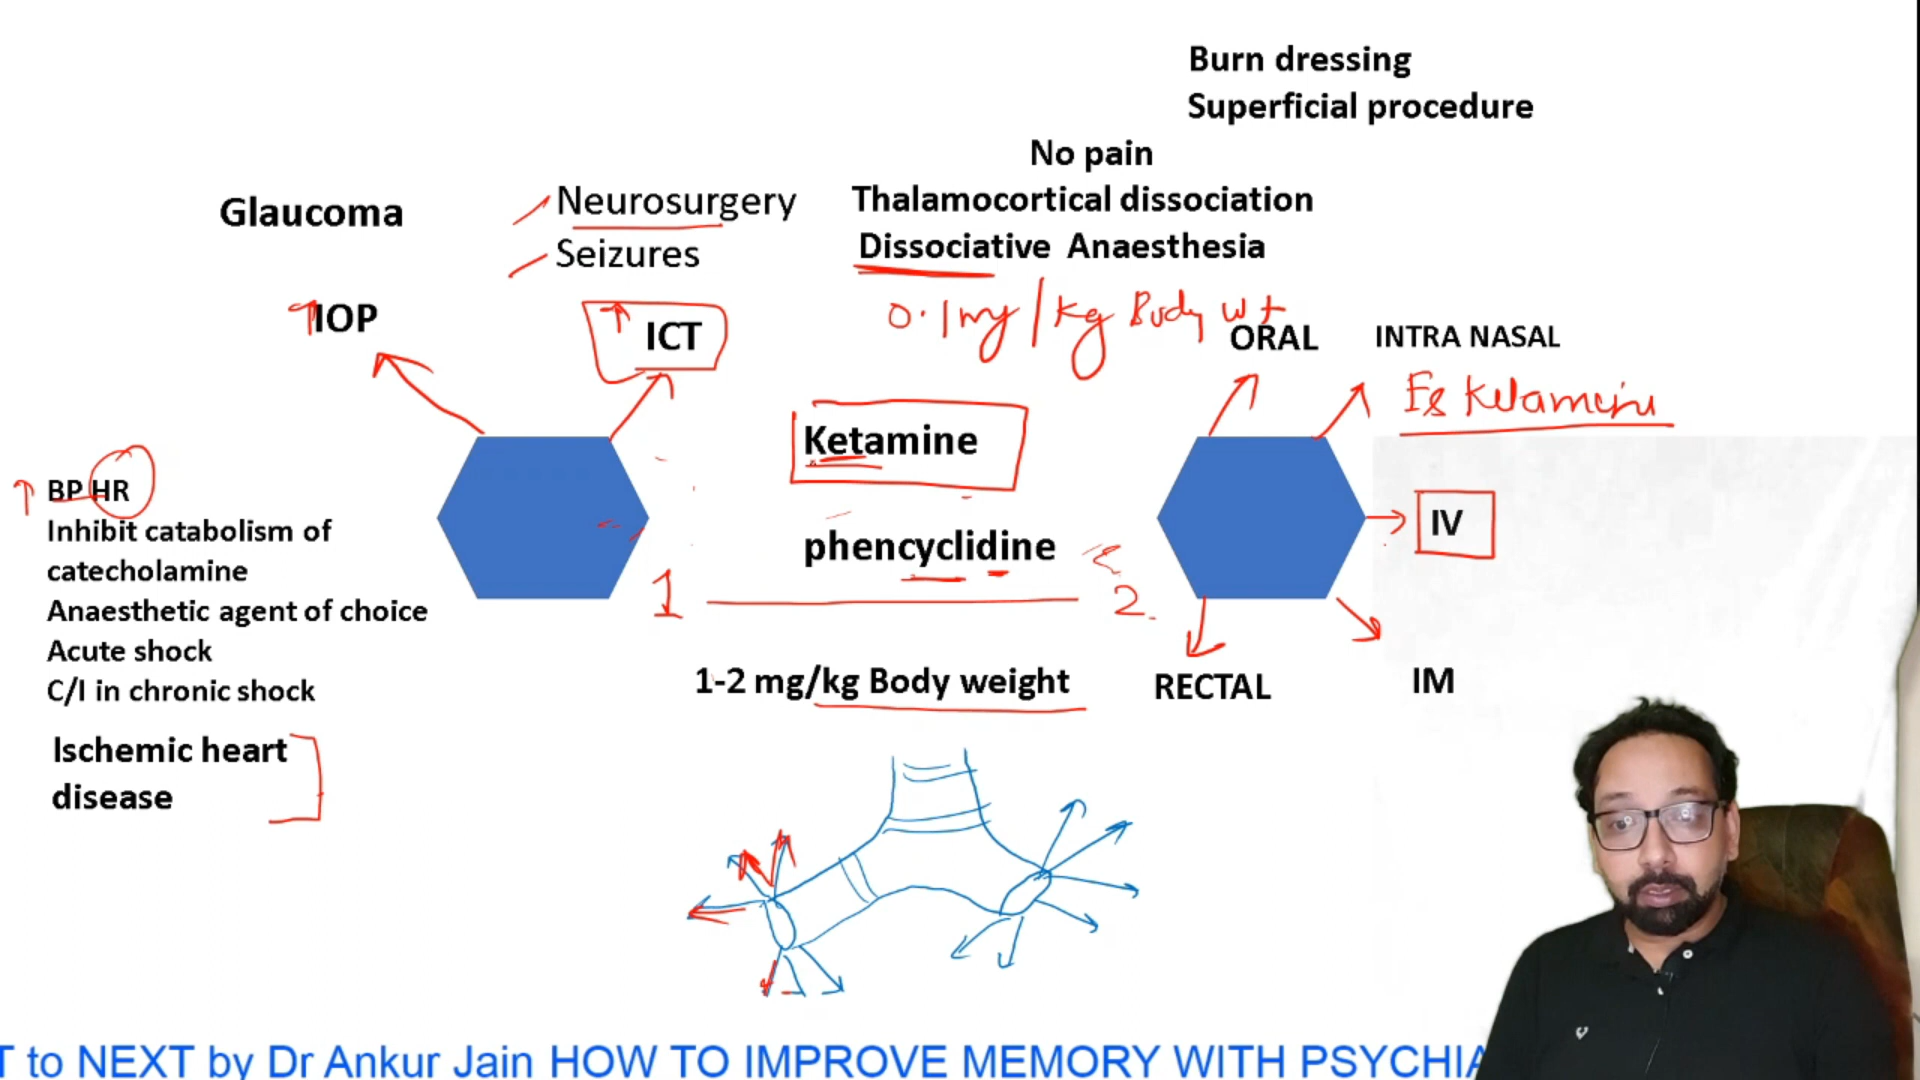 Burn dressing
Superficial procedure
No pain
Thalamocortical dissociation
Dissociative Anaesthesia
Glaucoma
Neurosurgery
Seizures
IOP
ICT
0.1mg/kg Body wt
ORAL
INTRA NASAL
Es Ketamine
Ketamine
BP HR
Inhibit catabolism of
catecholamine
Anaesthetic agent of choice
Acute shock
C/I in chronic shock
Ischemic heart
disease
phencyclidine
1
2.
1-2 mg/kg Body weight
IV
RECTAL
IM
T to NEXT by Dr Ankur Jain HOW TO IMPROVE MEMORY WITH PSYCHIA